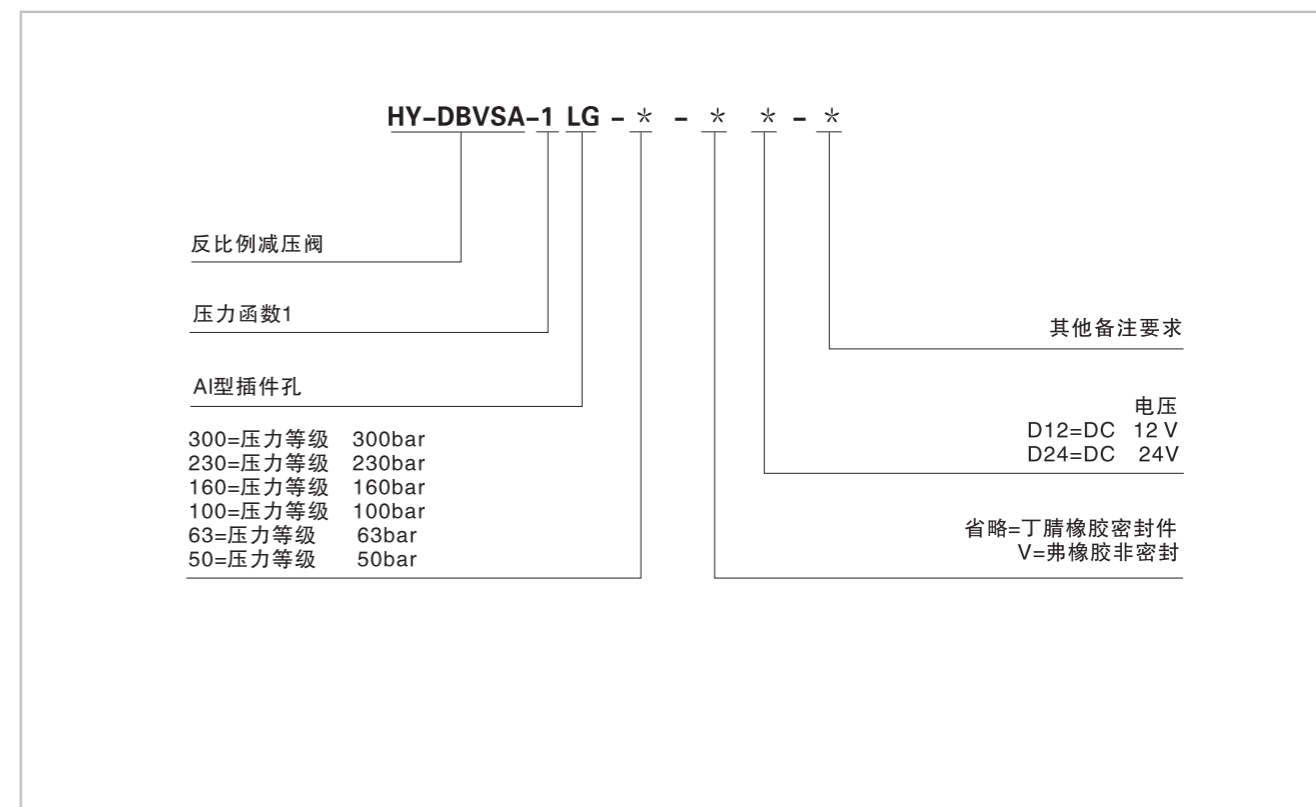 HY-DBVSA-1 LG - * - * * - *
反比例减压阀
压力函数1
AI型插件孔
300=压力等级 300bar
230=压力等级 230bar
160=压力等级 160bar
100=压力等级 100bar
63=压力等级 63bar
50=压力等级 50bar
其他备注要求
电压
D12=DC 12 V
D24=DC 24V
省略=丁腈橡胶密封件
V=弗橡胶非密封